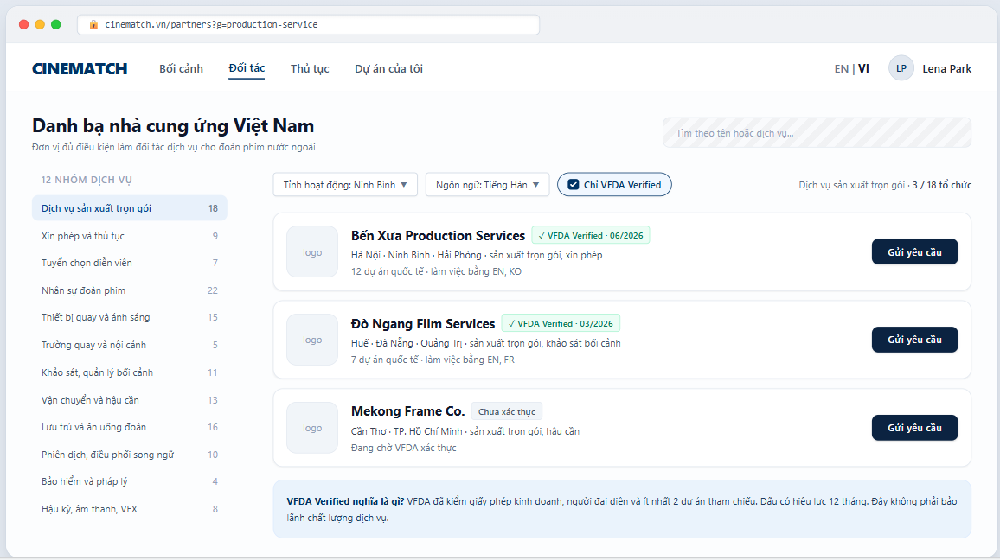 cinematch.vn/partners?g=production-service
CINEMATCH
Bối cảnh
Đối tác
Thủ tục
Dự án của tôi
EN | VI
LP
Lena Park
Danh bạ nhà cung ứng Việt Nam
Đơn vị đủ điều kiện làm đối tác dịch vụ cho đoàn phim nước ngoài
Tìm theo tên hoặc dịch vụ...
12 NHÓM DỊCH VỤ
Dịch vụ sản xuất trọn gói 18
Xin phép và thủ tục 9
Tuyển chọn diễn viên 7
Nhân sự đoàn phim 22
Thiết bị quay và ánh sáng 15
Trường quay và nội cảnh 5
Khảo sát, quản lý bối cảnh 11
Vận chuyển và hậu cần 13
Lưu trú và ăn uống đoàn 16
Phiên dịch, điều phối song ngữ 10
Bảo hiểm và pháp lý 4
Hậu kỳ, âm thanh, VFX 8
Tỉnh hoạt động: Ninh Bình ▼
Ngôn ngữ: Tiếng Hàn ▼
Chỉ VFDA Verified
Dịch vụ sản xuất trọn gói · 3 / 18 tổ chức
logo
Bến Xưa Production Services
✓ VFDA Verified · 06/2026
Hà Nội · Ninh Bình · Hải Phòng · sản xuất trọn gói, xin phép
12 dự án quốc tế · làm việc bằng EN, KO
Gửi yêu cầu
logo
Đò Ngang Film Services
✓ VFDA Verified · 03/2026
Huế · Đà Nẵng · Quảng Trị · sản xuất trọn gói, khảo sát bối cảnh
7 dự án quốc tế · làm việc bằng EN, FR
Gửi yêu cầu
logo
Mekong Frame Co.
Chưa xác thực
Cần Thơ · TP. Hồ Chí Minh · sản xuất trọn gói, hậu cần
Đang chờ VFDA xác thực
Gửi yêu cầu
VFDA Verified nghĩa là gì? VFDA đã kiểm giấy phép kinh doanh, người đại diện và ít nhất 2 dự án tham chiếu. Dấu có hiệu lực 12 tháng. Đây không phải bảo
lãnh chất lượng dịch vụ.